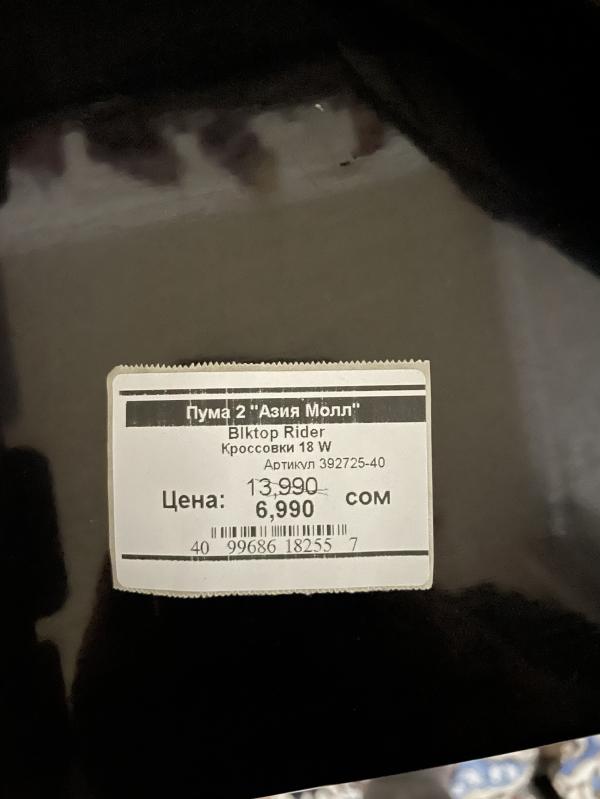 Пума 2 "Азия Молл"
Blktop Rider
Кроссовки 18 W
Артикул 392725-40
13,990
Цена: 6,990 сом
40 99686 18255 7